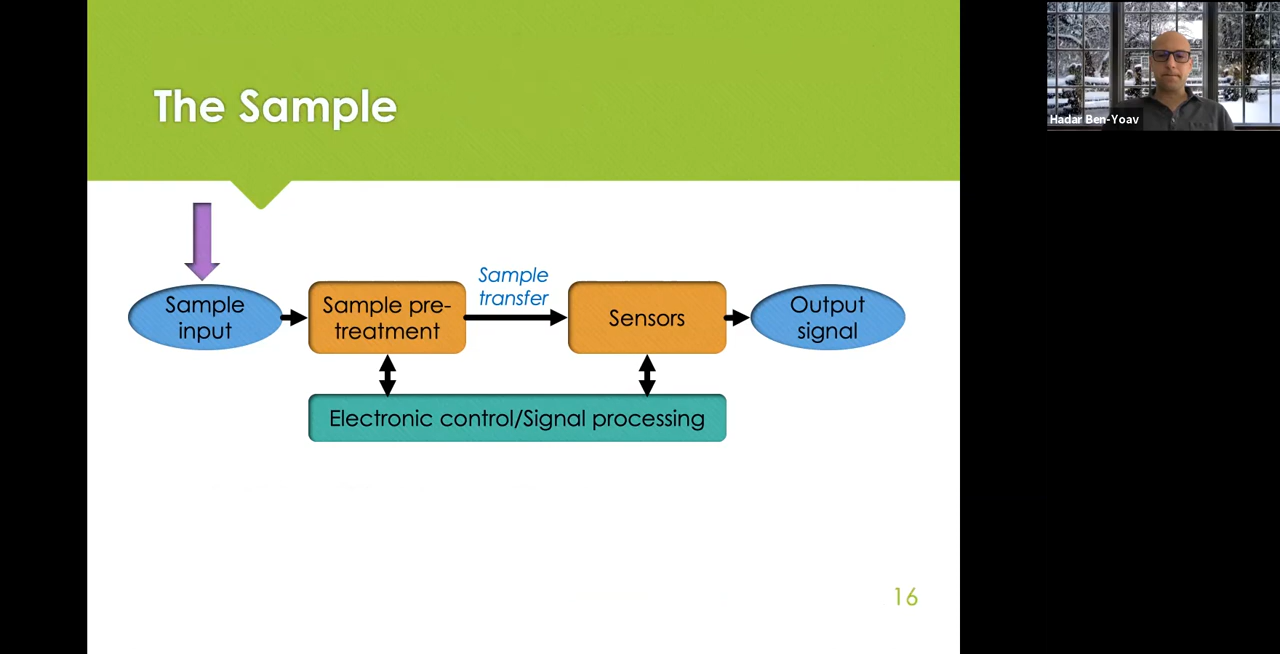 The Sample
Hadar Ben-Yoav
Sample
transfer
Sample
input
Sample pre-
treatment
Sensors
Output
signal
Electronic control/Signal processing
16